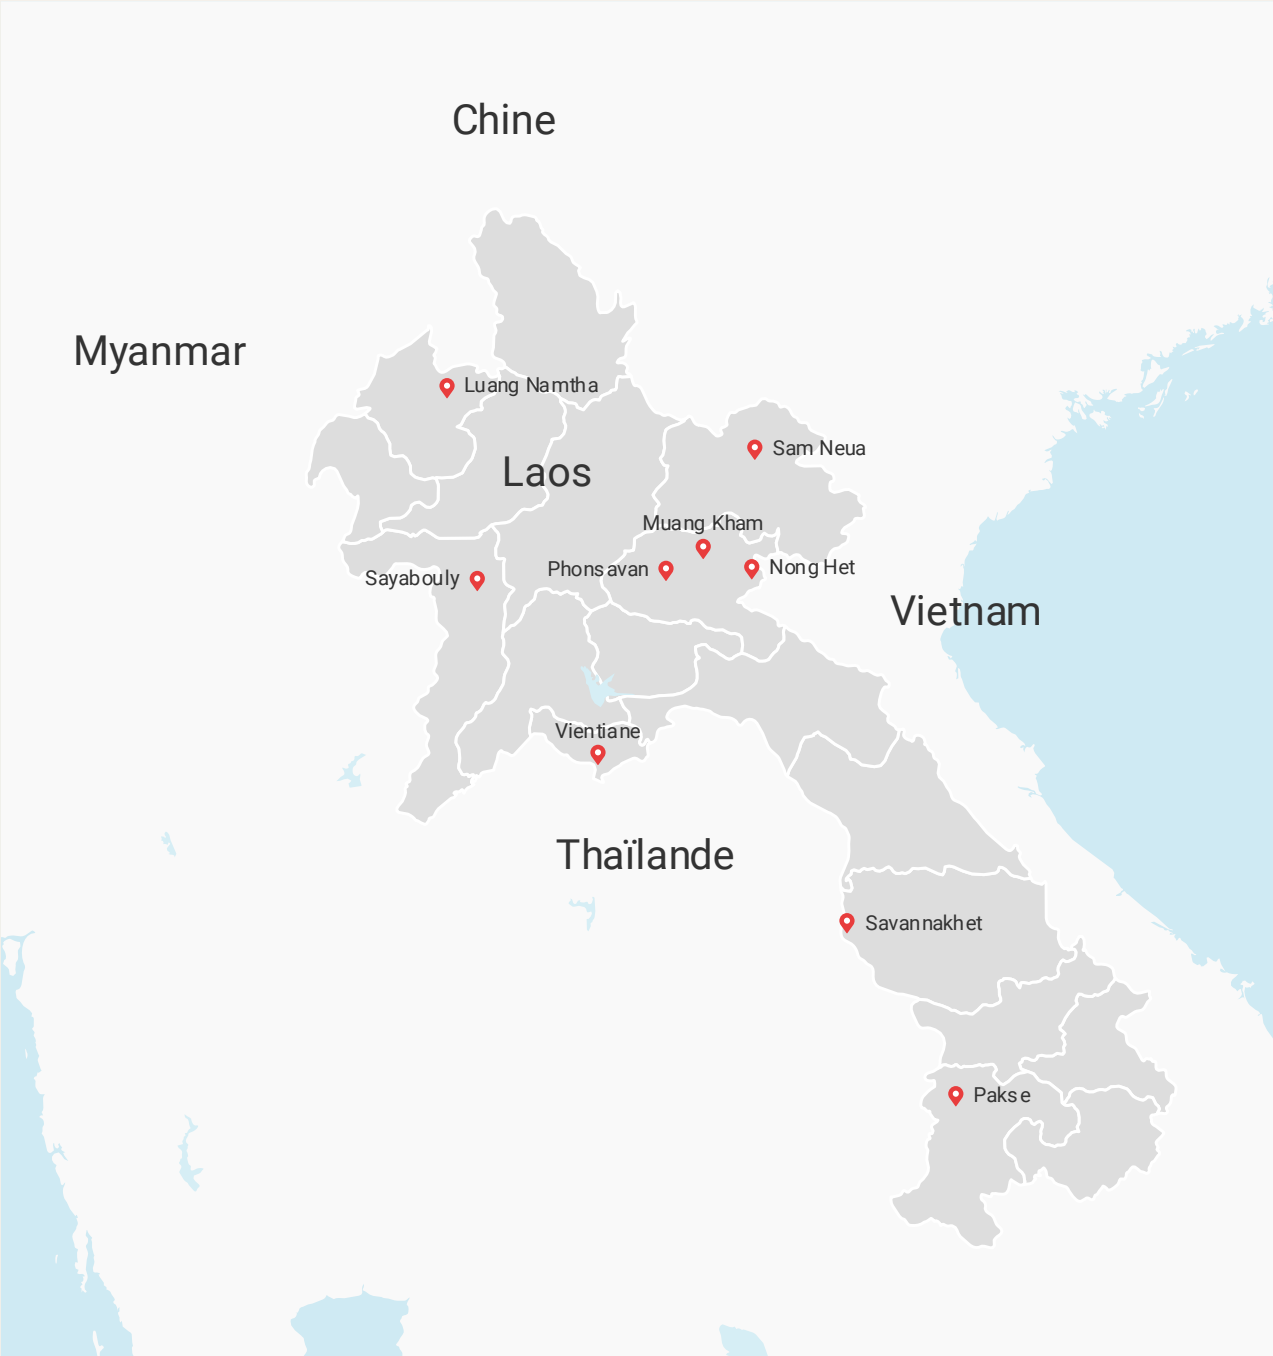 Chine
Myanmar
Luang Namtha
Sam Neua
Laos
Muang Kham
Phonsavan
Nong Het
Sayabouly
Vietnam
Vientiane
Thaïlande
Savannakhet
Pakse